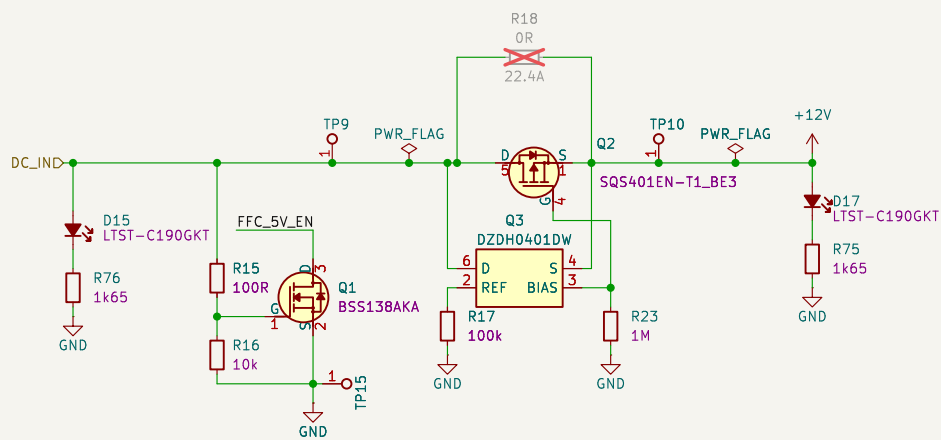 R18
0R
22.4A
DC_IN
TP9
1
PWR_FLAG
D
5
S
1
G
4
Q2
SQS401EN-T1_BE3
TP10
1
PWR_FLAG
+12V
D15
LTST-C190GKT
R76
1k65
GND
FFC_5V_EN
R15
100R
R16
10k
D
3
G
1
S
2
Q1
BSS138AKA
1
TP15
GND
Q3
DZDH0401DW
6
D
S
4
2
REF
BIAS
3
R17
100k
GND
R23
1M
GND
D17
LTST-C190GKT
R75
1k65
GND